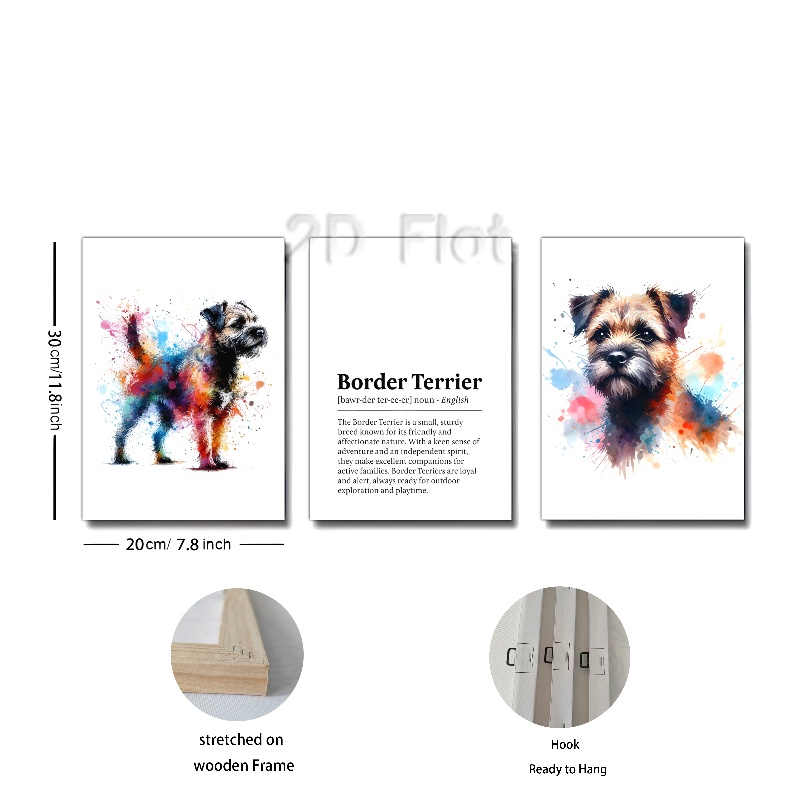 2D Flat
Border Terrier
[bawr-der ter-ee-er] noun - English
The Border Terrier is a small, sturdy
breed known for its friendly and
affectionate nature. With a keen sense of
adventure and an independent spirit,
they make excellent companions for
active families. Border Terriers are loyal
and alert, always ready for outdoor
exploration and playtime.
30cm/11.8inch
20cm/ 7.8 inch
stretched on
wooden Frame
Hook
Ready to Hang